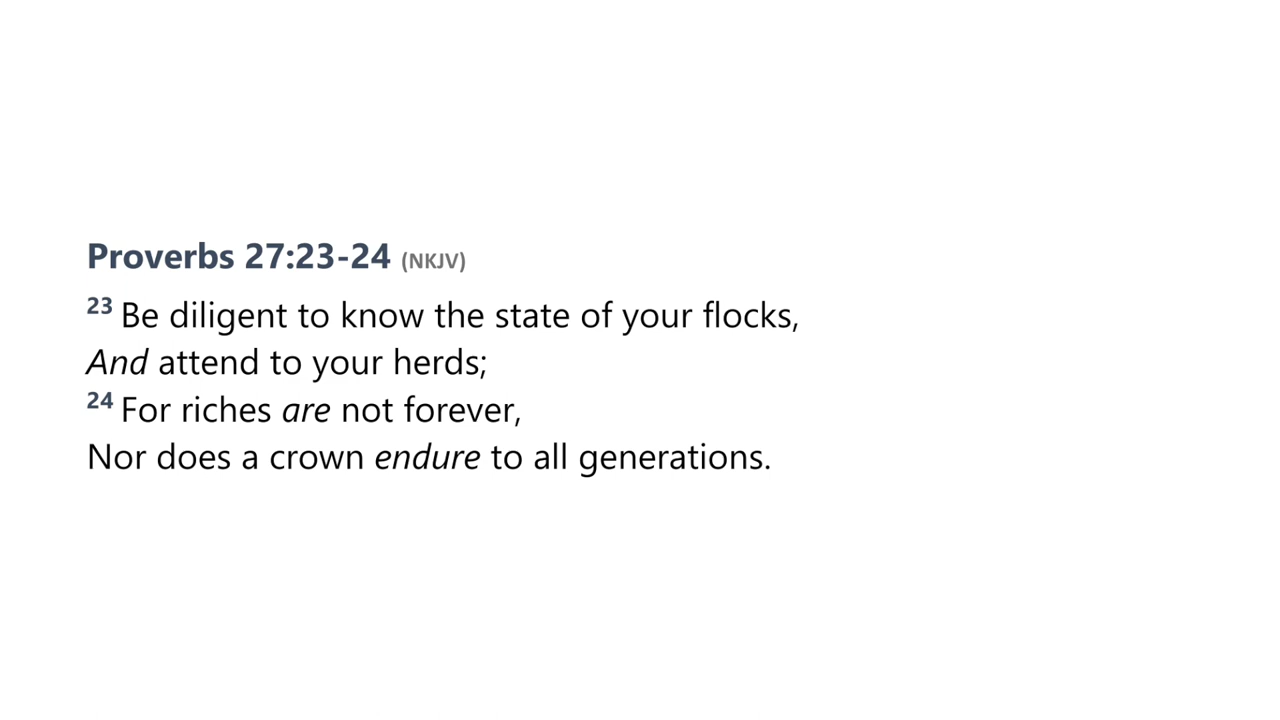 Proverbs 27:23-24 (NKJV)
23 Be diligent to know the state of your flocks,
And attend to your herds;
24 For riches are not forever,
Nor does a crown endure to all generations.